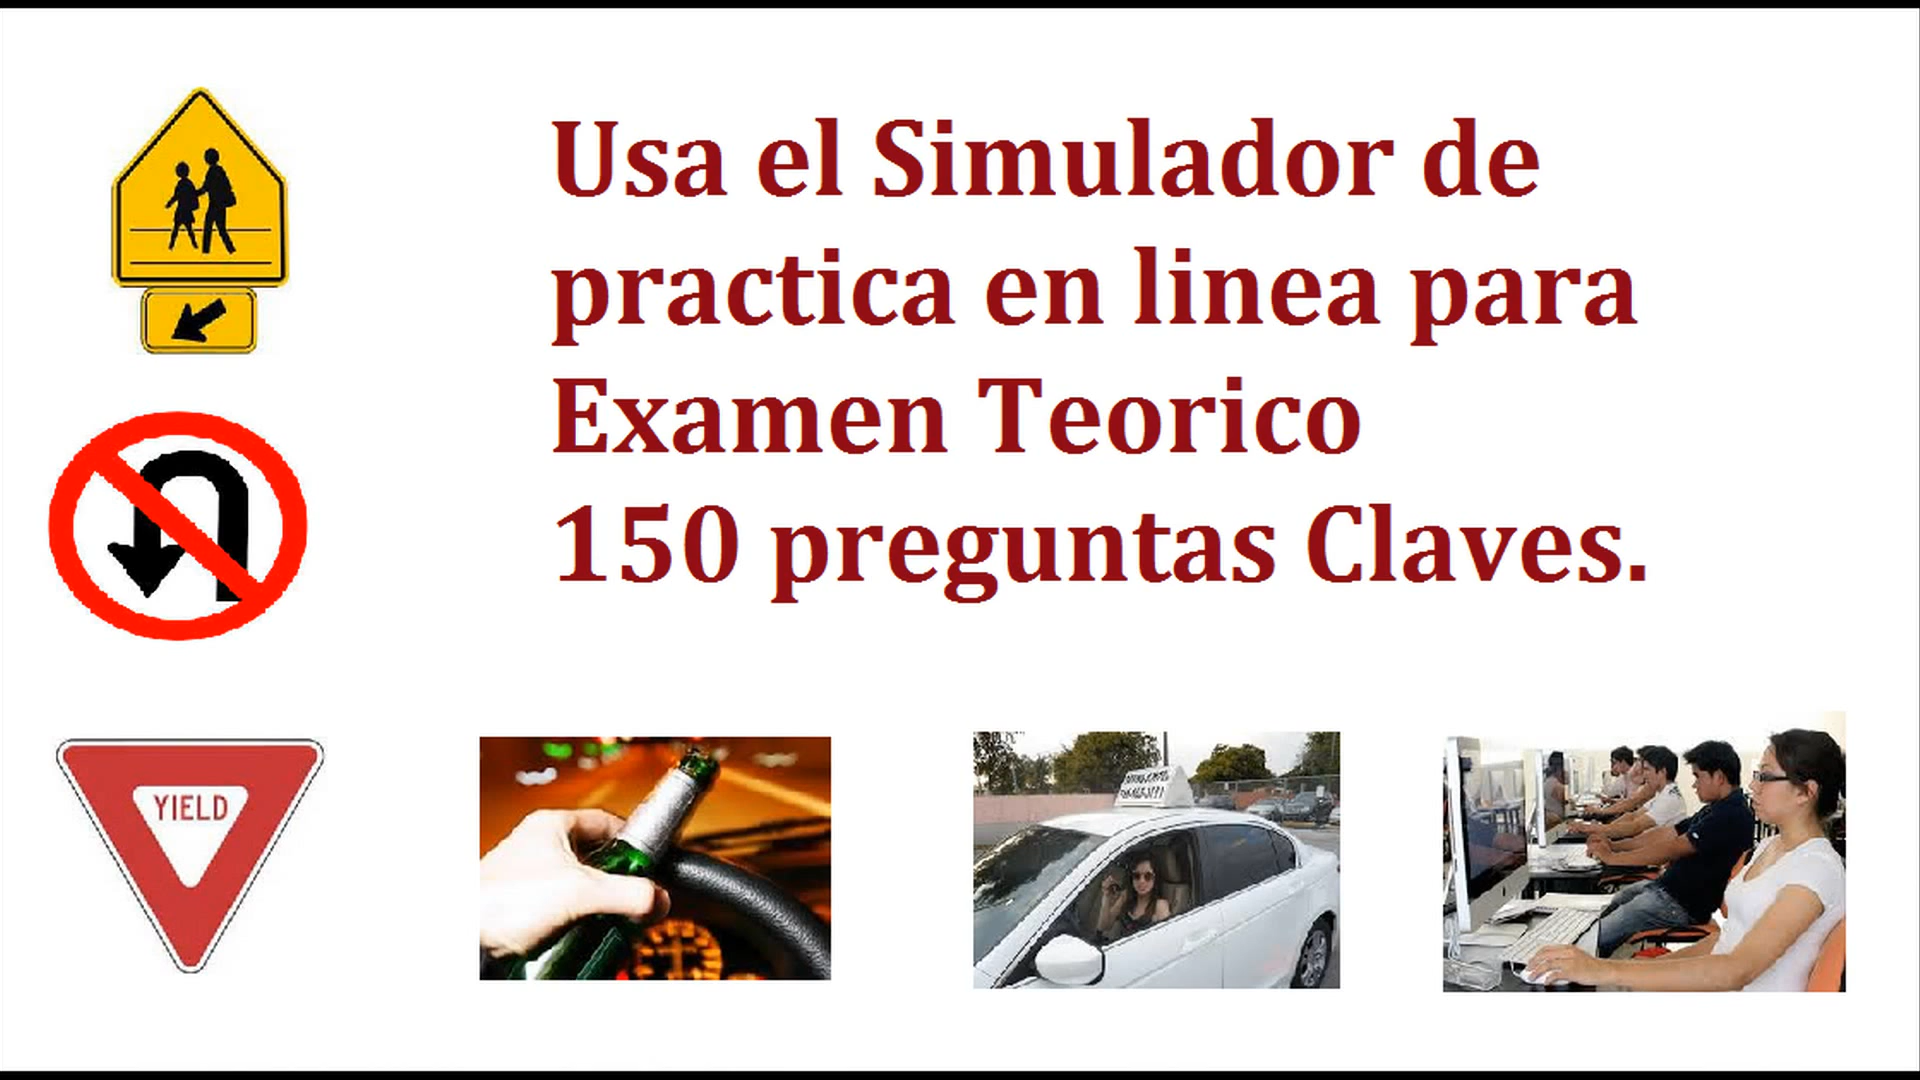 Usa el Simulador de
practica en linea para
Examen Teorico
150 preguntas Claves.
YIELD